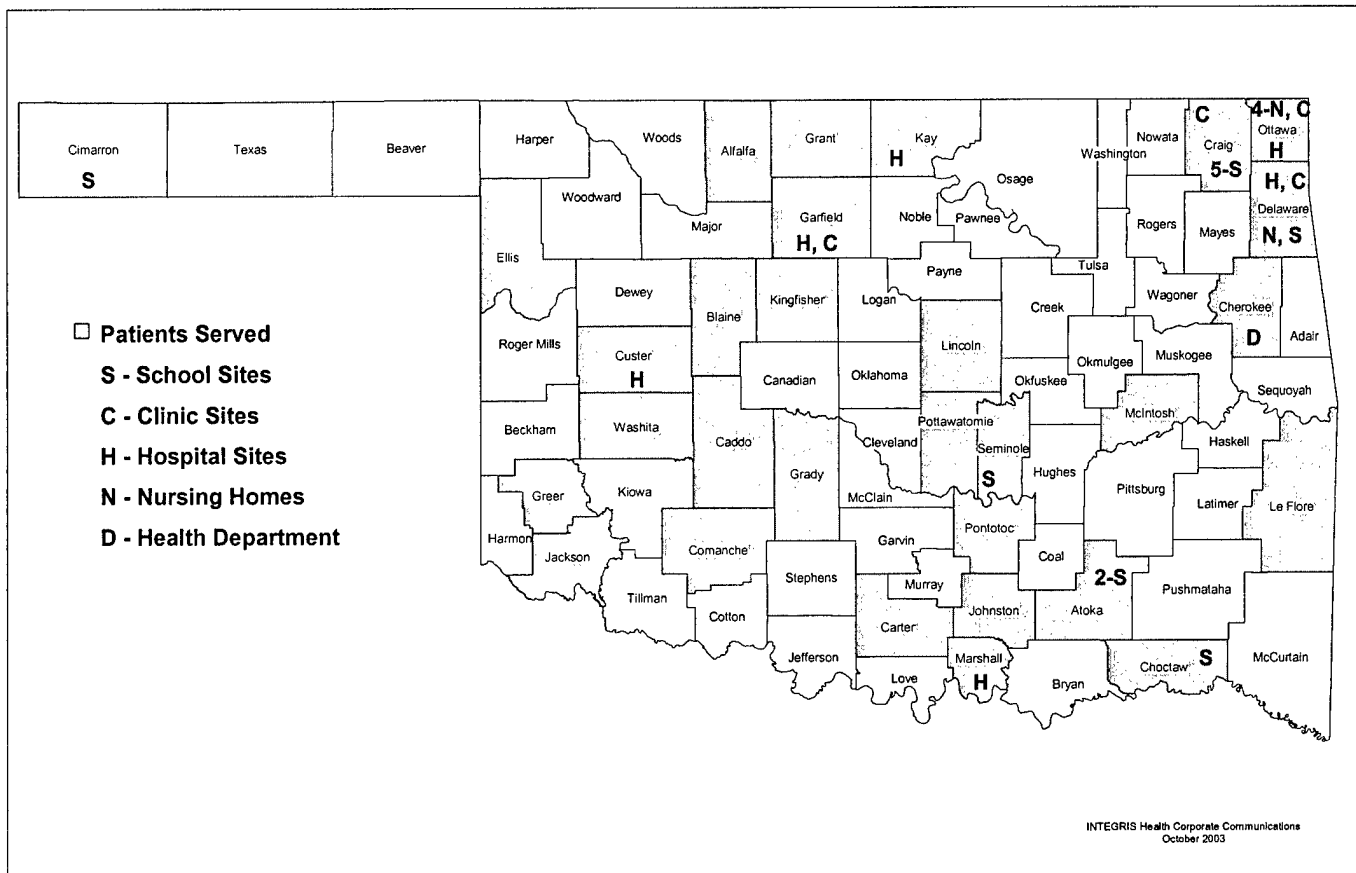 4-N, C
C
Harper
Woods
Alfalfa
Grant
Kay
Nowata
Craig
Ottawa
Cimarron
Texas
Beaver
Washington
H
H
5-S
S
Osage
H, C
Woodward
Delaware
Garfield
Noble
Pawnee
Rogers
Mayes
Major
H, C
N, S
Ellis
Payne
Tulsa
Dewey
Kingfisher
Logan
Wagoner
Cherokee
Creek
Blaine
☐ Patients Served
D
Adair
Roger Mills
Lincoln
Custer
Okmulgee
Muskogee
S - School Sites
H
Canadian
Oklahoma
Okfuskee
Sequoyah
C - Clinic Sites
McIntosh
Beckham
Washita
Caddo
Cleveland
Pottawatomie
Seminole
Haskell
H - Hospital Sites
Grady
S
Hughes
Pittsburg
N - Nursing Homes
Greer
Kiowa
McClain
Latimer
Le Flore
D - Health Department
Harmon
Jackson
Comanche
Garvin
Pontotoc
Coal
Stephens
Murray
2-S
Pushmataha
Tillman
Cotton
Johnston
Atoka
Carter
Jefferson
Marshall
S
McCurtain
Love
H
Bryan
Choctaw
INTEGRIS Health Corporate Communications
October 2003